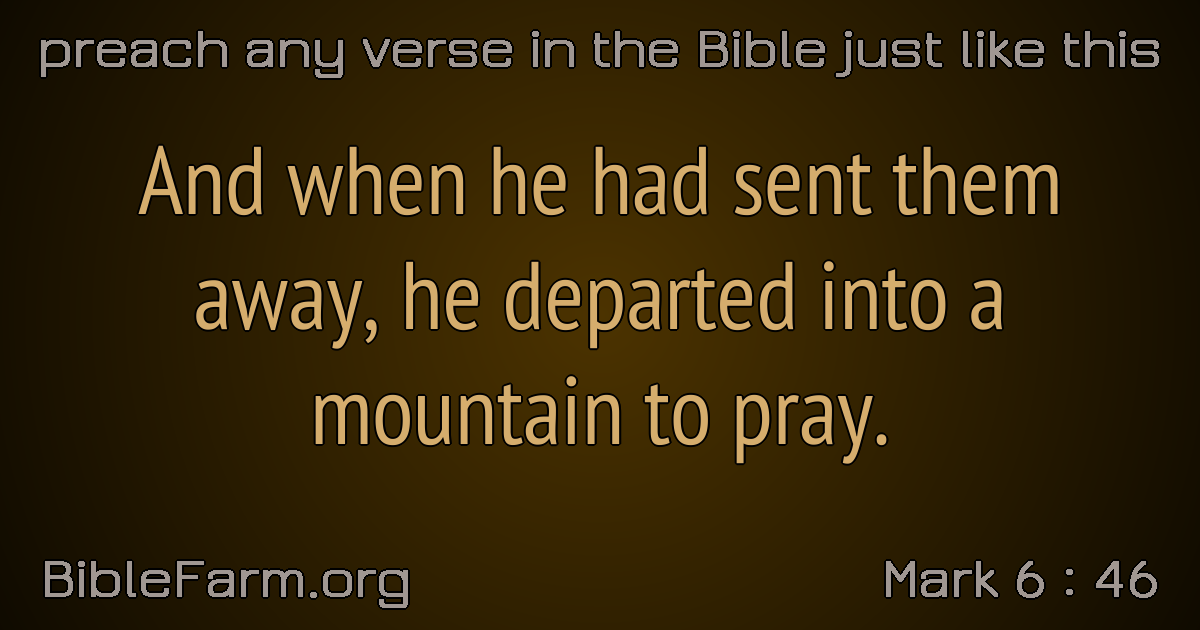 preach any verse in the Bible just like this
And when he had sent them
away, he departed into a
mountain to pray.
BibleFarm.org
Mark 6 : 46